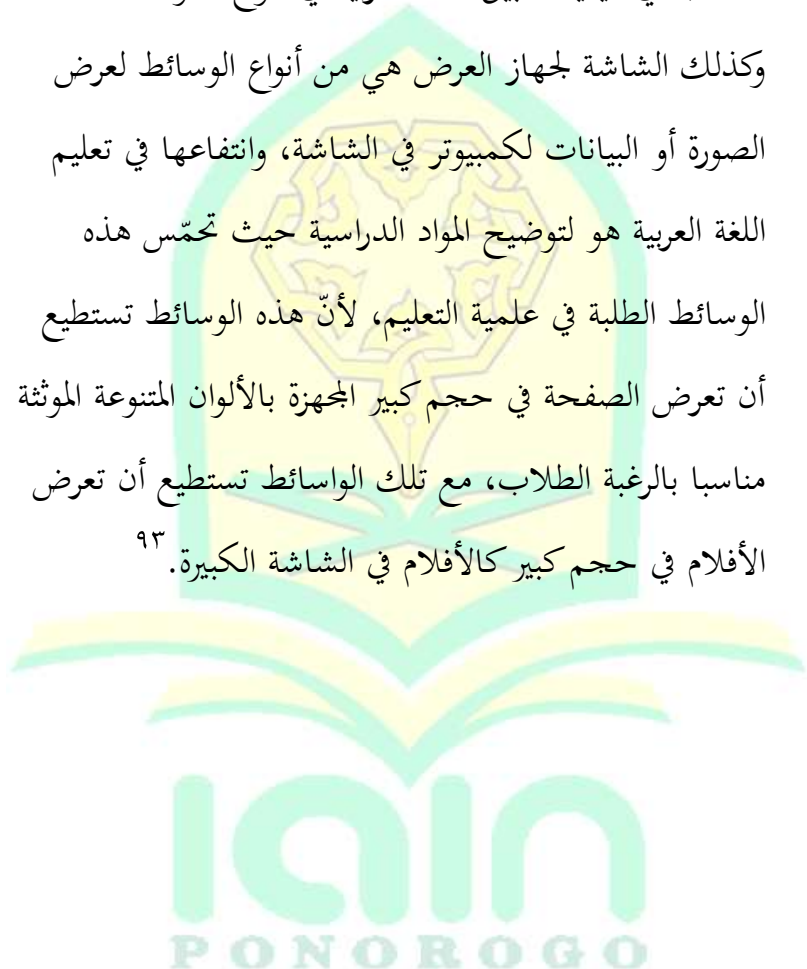 وكذلك الشاشة لجهاز العرض هي من أنواع الوسائط لعرض
الصورة أو البيانات لكمبيوتر في الشاشة، وانتفاعها في تعليم
اللغة العربية هو لتوضيح المواد الدراسية حيث تحمّس هذه
الوسائط الطلبة في علمية التعليم، لأنّ هذه الوسائط تستطيع
أن تعرض الصفحة في حجم كبير المجهزة بالألوان المتنوعة الموثثة
مناسبا بالرغبة الطلاب، مع تلك الواسائط تستطيع أن تعرض
الأفلام في حجم كبير كالأفلام في الشاشة الكبيرة.٩٣
iain
PONOROGO